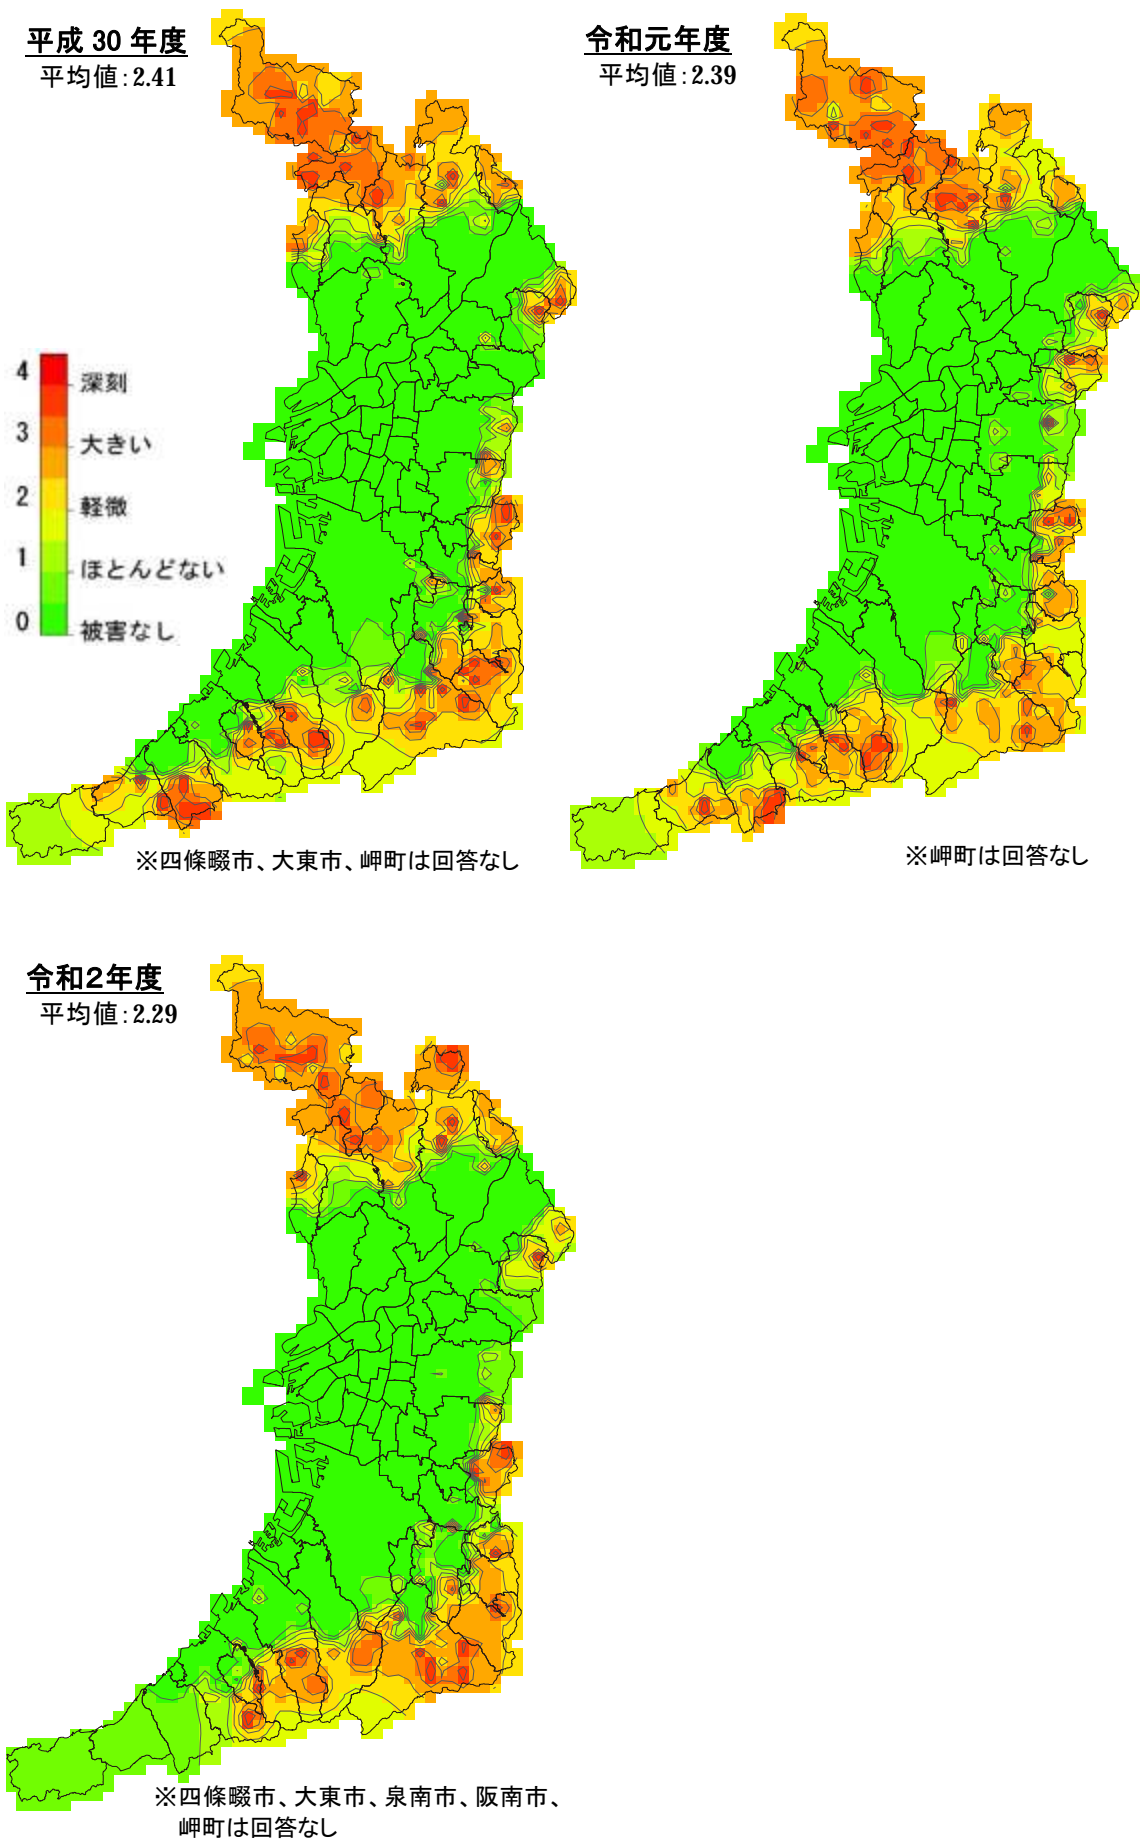 平成 30 年度
平均値：2.41
令和元年度
平均値：2.39
4
深刻
3
大きい
2
軽微
1
ほとんどない
0
被害なし
※四條畷市、大東市、岬町は回答なし
※岬町は回答なし
令和２年度
平均値：2.29
※四條畷市、大東市、泉南市、阪南市、
岬町は回答なし